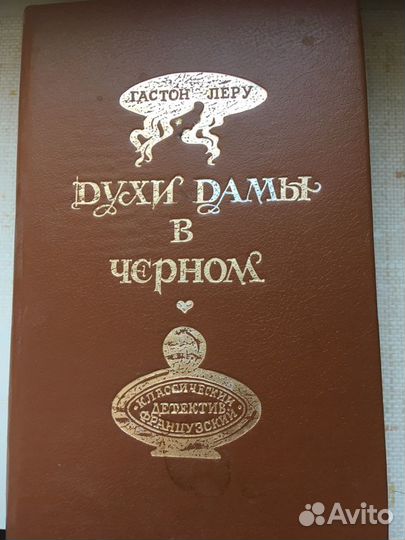 ГАСТОН ЛЕРУ
ДУХИ ДАМЫ
В
ЧЕРНОМ
КЛАССИЧЕСКИЙ
ДЕТЕКТИВ
ФРАНЦУЗСКИЙ
Avito